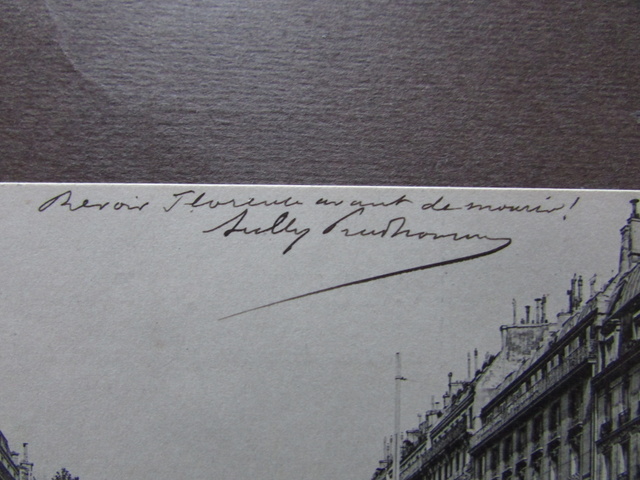 Revoir Florence avant de mourir!
Sully Prudhomme